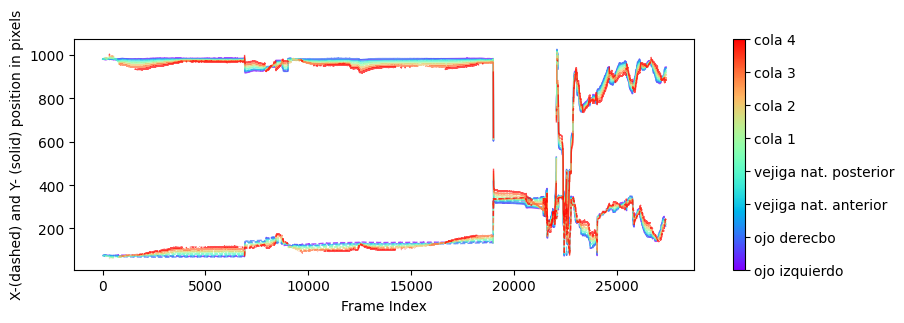 X-(dashed) and Y- (solid) position in pixels
1000
800
600
400
200
0
5000
10000
15000
20000
25000
Frame Index
cola 4
cola 3
cola 2
cola 1
vejiga nat. posterior
vejiga nat. anterior
ojo derecbo
ojo izquierdo